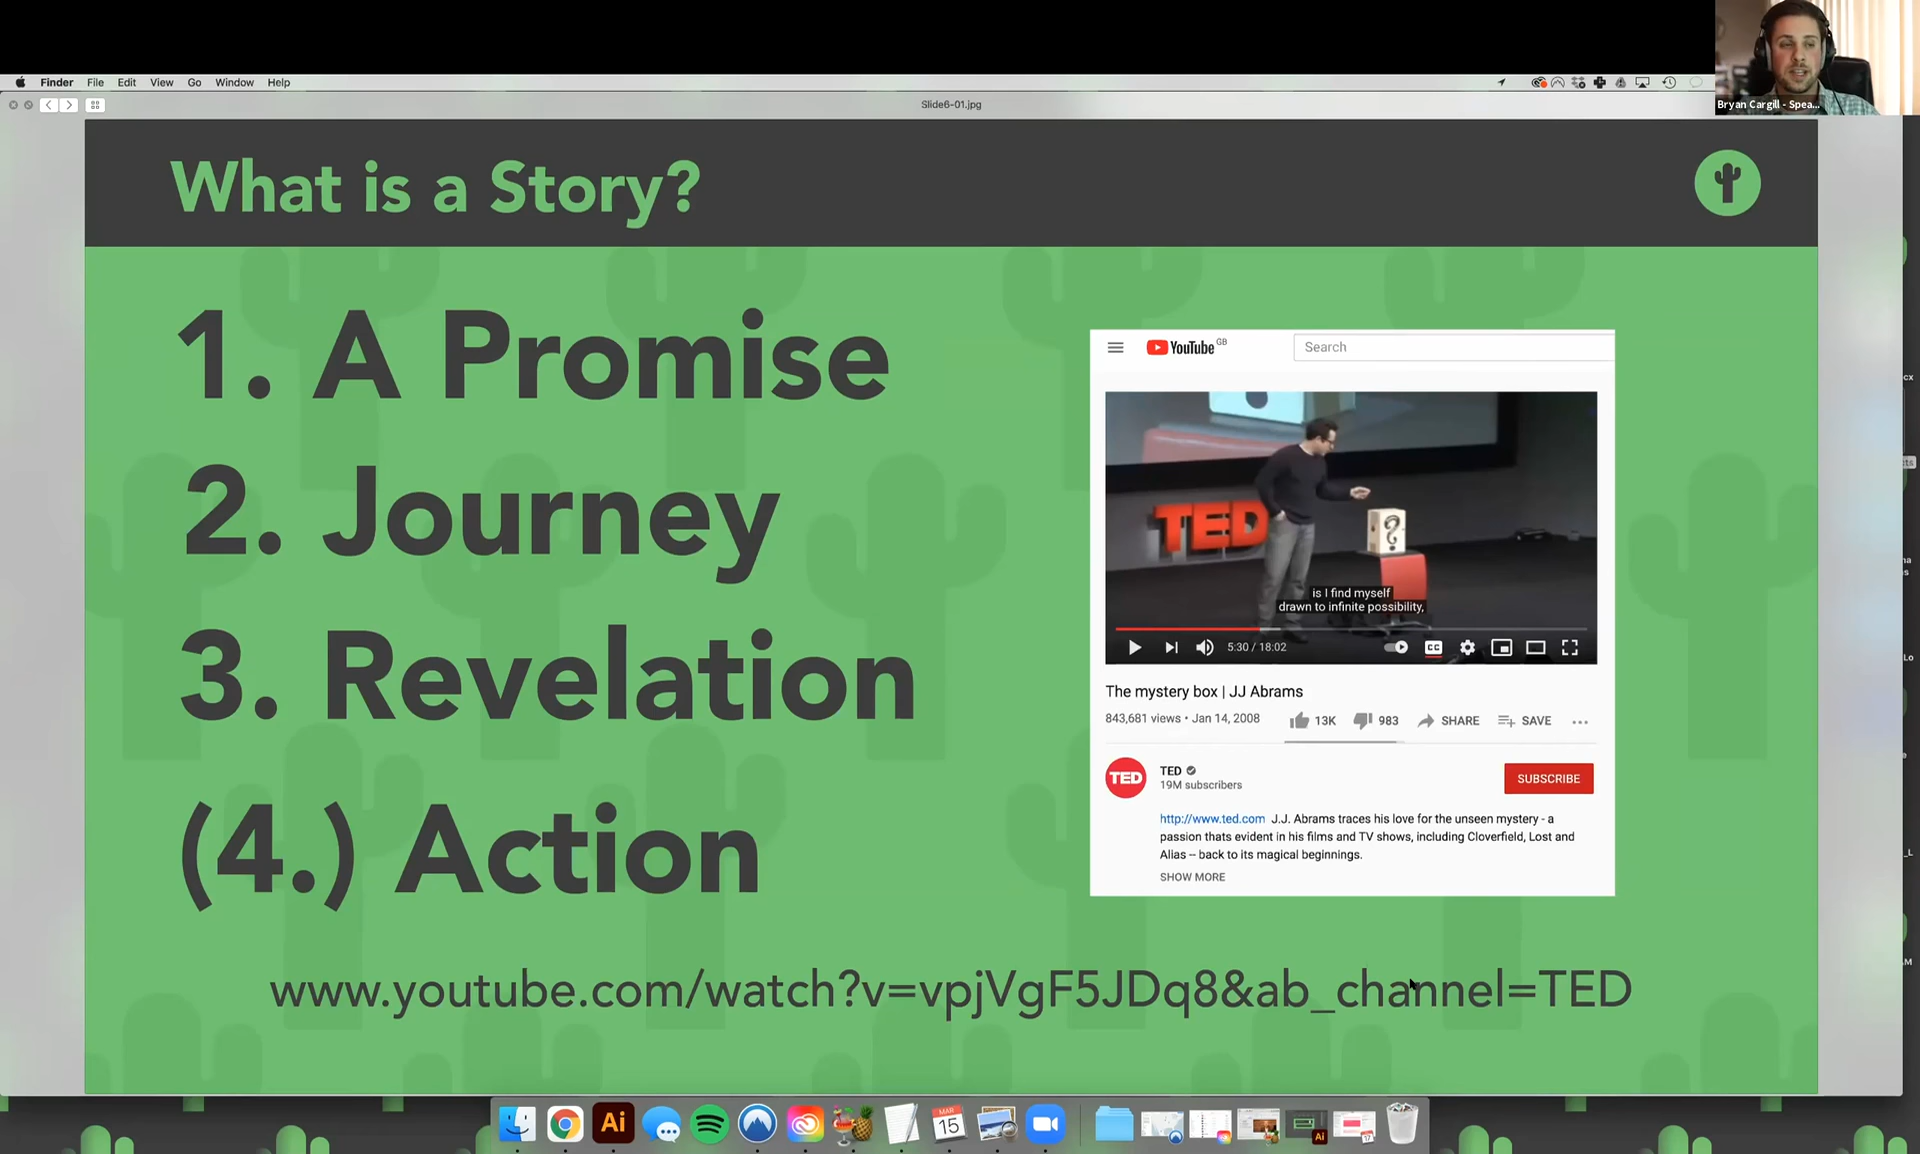 Finder File Edit View Go Window Help
Bryan Cargill - Spea...
Slide6-01.jpg
What is a Story?
1. A Promise
2. Journey
3. Revelation
(4.) Action
YouTube GB
Search
TED
?
is I find myself
drawn to infinite possibility,
5:30 / 18:02
CC
The mystery box | JJ Abrams
843,681 views • Jan 14, 2008
13K
983
SHARE
SAVE
TED
TED
19M subscribers
SUBSCRIBE
http://www.ted.com J.J. Abrams traces his love for the unseen mystery - a
passion thats evident in his films and TV shows, including Cloverfield, Lost and
Alias -- back to its magical beginnings.
SHOW MORE
www.youtube.com/watch?v=vpjVgF5JDq8&ab_channel=TED
Ai
MAR
15
Ai
17